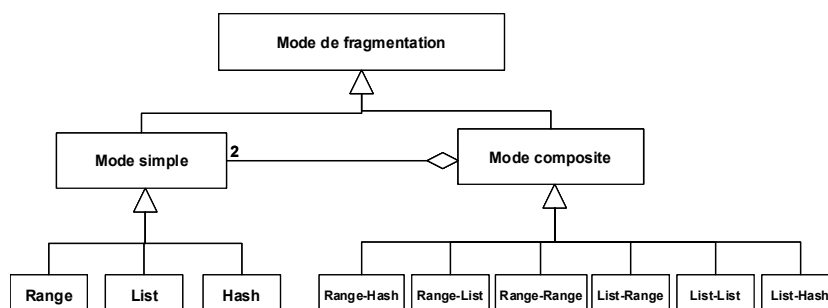 Mode de fragmentation
Mode simple
2
Mode composite
Range
List
Hash
Range-Hash
Range-List
Range-Range
List-Range
List-List
List-Hash